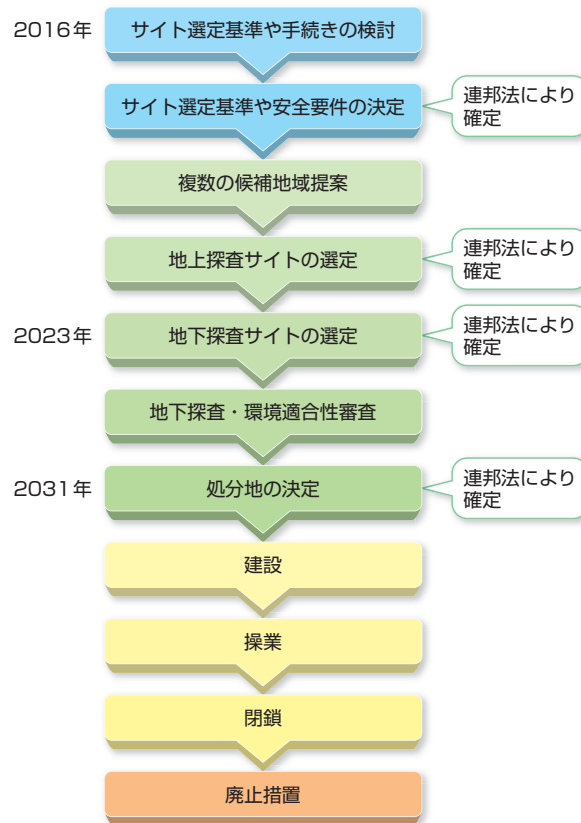 2016年
サイト選定基準や手続きの検討
サイト選定基準や安全要件の決定
連邦法により
確定
複数の候補地域提案
地上探査サイトの選定
連邦法により
確定
2023年
地下探査サイトの選定
連邦法により
確定
地下探査・環境適合性審査
2031年
処分地の決定
連邦法により
確定
建設
操業
閉鎖
廃止措置